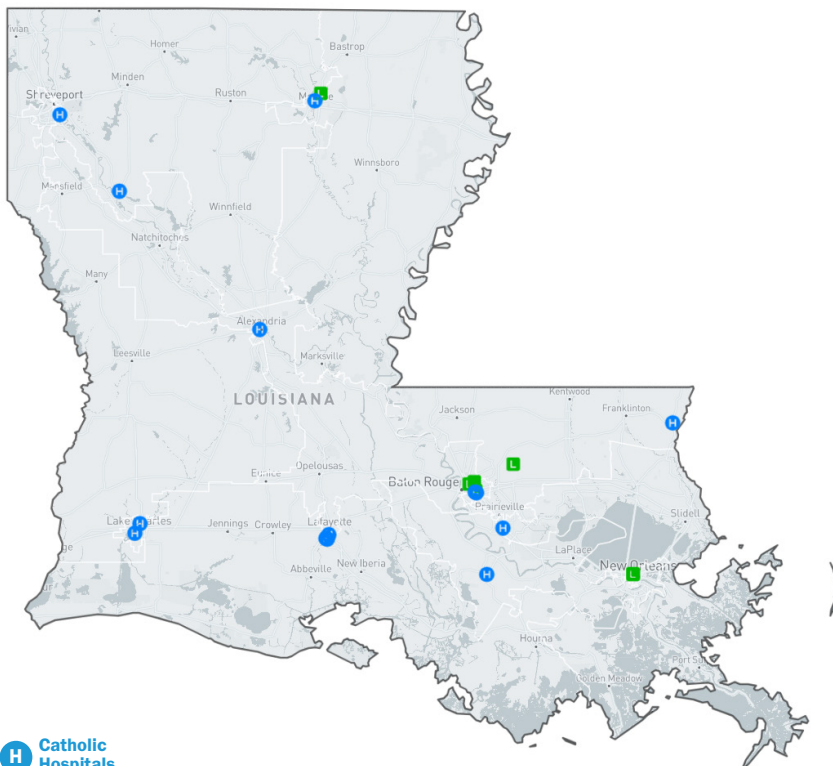 Homer
Bastrop
Minden
Ruston
Shreveport
H
H
L
Winnsboro
Mansfield
H
Winnfield
Natchitoches
Many
Alexandria
H
Leesville
Marksville
LOUISIANA
Kentwood
Jackson
Franklinton
H
L
Eunice
Opelousas
Baton Rouge
Prairieville
Slidell
Lake Charles
H
H
Jennings
Crowley
Lafayette
H
LaPlace
New Orleans
L
Abbeville
New Iberia
H
Houma
Golden Meadow
H
Catholic
Hospitals